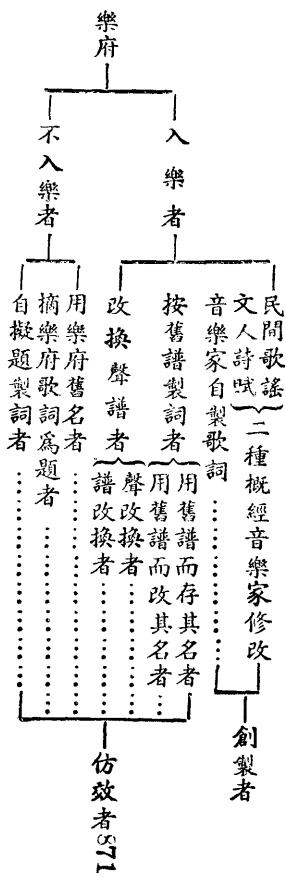 樂府
入樂者
不入樂者
民間歌謠
文人詩賦
二種概經音樂家修改
音樂家自製歌詞
按舊譜製詞者
用舊譜而存其名者
用舊譜而改其名者
改換聲譜者
聲改換者
譜改換者
用樂府舊名者
摘樂府歌詞爲題者
自擬題製詞者
創製者
仿效者871